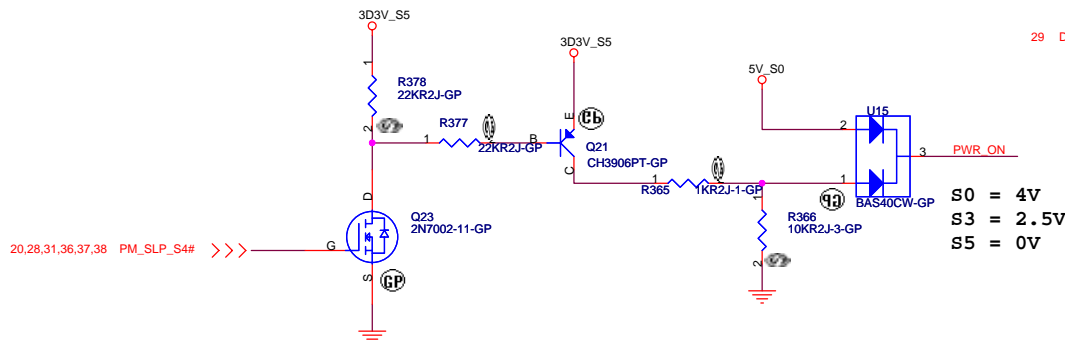 3D3V_S5
3D3V_S5
29 D
5V_S0
1
R378
22KR2J-GP
2
R377
1
22KR2J-GP
B
E
Q21
CH3906PT-GP
C
U15
2
3
PWR_ON
1
BAS40CW-GP
1
R365
1KR2J-1-GP
1
R366
10KR2J-3-GP
2
S0 = 4V
S3 = 2.5V
S5 = 0V
D
Q23
2N7002-11-GP
G
S
GP
20,28,31,36,37,38 PM_SLP_S4#